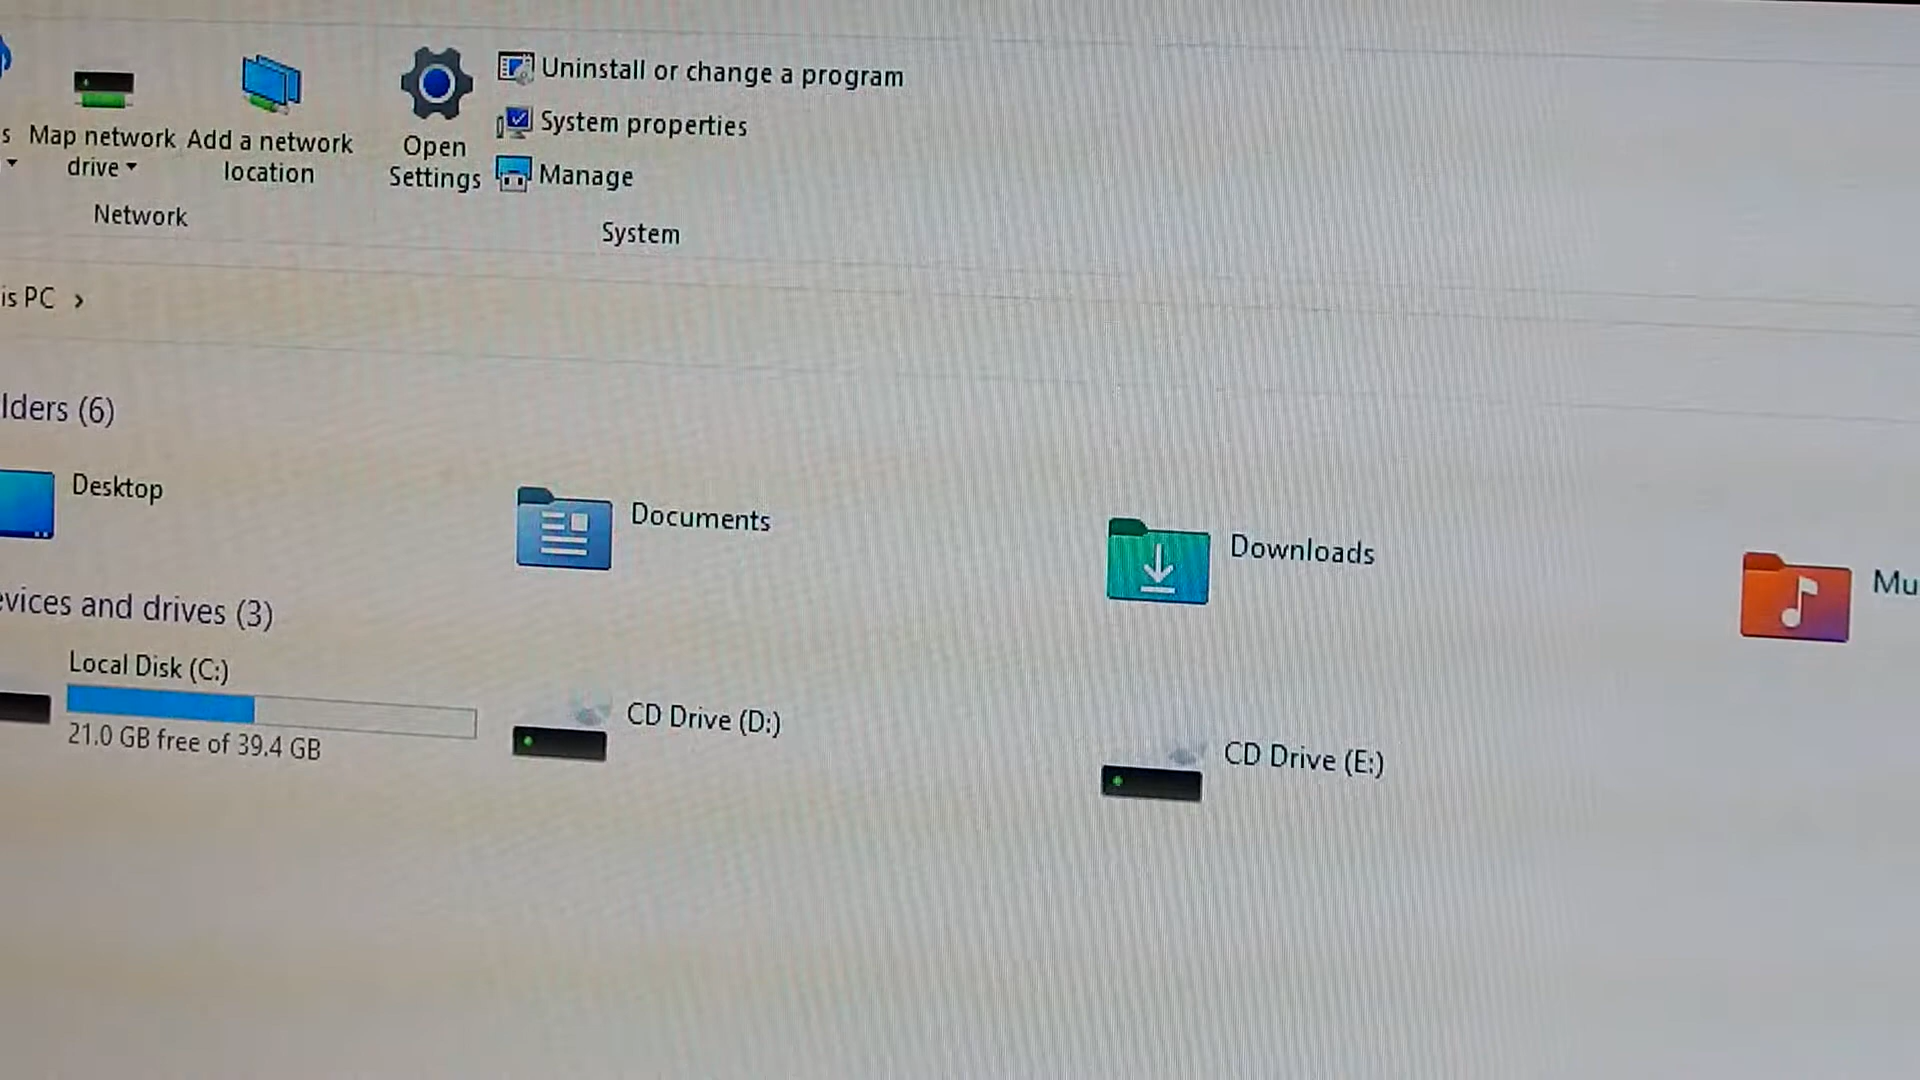 Uninstall or change a program
System properties
Manage
s Map network drive
Add a network location
Open Settings
Network
System
is PC >
lders (6)
Desktop
Documents
Downloads
Mu
evices and drives (3)
Local Disk (C:)
21.0 GB free of 39.4 GB
CD Drive (D:)
CD Drive (E:)